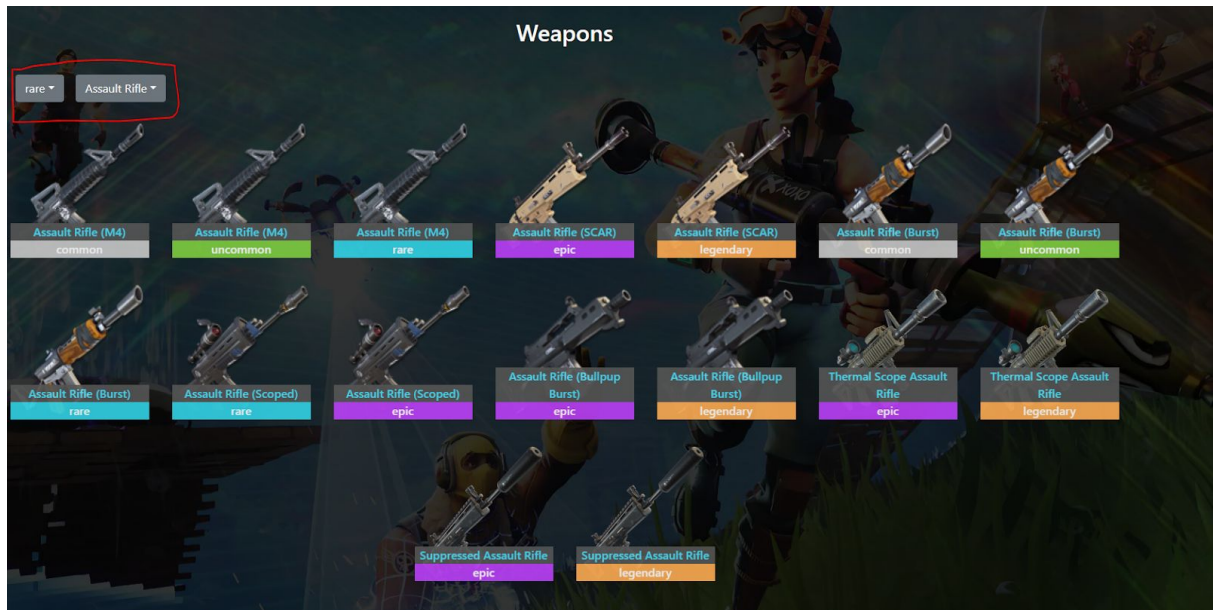 Weapons
rare
Assault Rifle
Assault Rifle (M4)
common
Assault Rifle (M4)
uncommon
Assault Rifle (M4)
rare
Assault Rifle (SCAR)
epic
Assault Rifle (SCAR)
legendary
Assault Rifle (Burst)
common
Assault Rifle (Burst)
uncommon
Assault Rifle (Burst)
rare
Assault Rifle (Scoped)
rare
Assault Rifle (Scoped)
epic
Assault Rifle (Bullpup
Burst)
epic
Assault Rifle (Bullpup
Burst)
legendary
Thermal Scope Assault
Rifle
epic
Thermal Scope Assault
Rifle
legendary
Suppressed Assault Rifle
epic
Suppressed Assault Rifle
legendary
XOXO